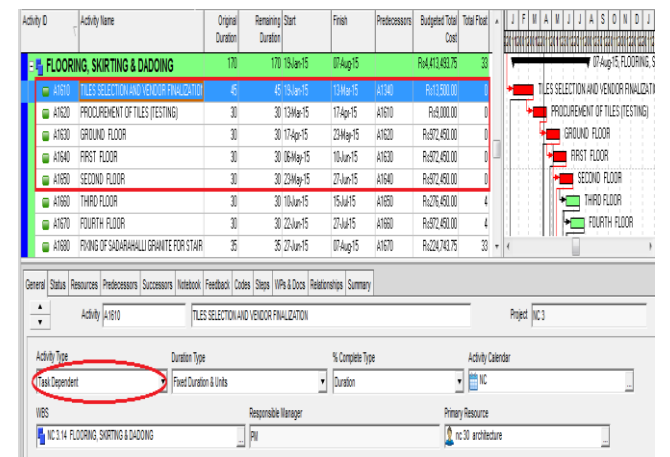 Activity ID Activity Name Original Duration Remaining Duration Start Finish Predecessors Budgeted Total Cost Total Float J F M A M J J A S O N D J
FLOORING, SKIRTING & DADOING 170 170 19-Jan-15 07-Aug-15 Rs4,413,493.75 33 07-Aug-15, FLOORING, S
A1610 TILES SELECTION AND VENDOR FINALIZATION 45 45 19-Jan-15 13-Mar-15 A1340 Rs13,500.00 0 TILES SELECTION AND VENDOR FINALIZATI
A1620 PROCUREMENT OF TILES (TESTING) 30 30 13-Mar-15 17-Apr-15 A1610 Rs9,000.00 0 PROCUREMENT OF TILES (TESTING)
A1630 GROUND FLOOR 30 30 17-Apr-15 23-May-15 A1620 Rs972,450.00 0 GROUND FLOOR
A1640 FIRST FLOOR 30 30 06-May-15 10-Jun-15 A1630 Rs972,450.00 0 FIRST FLOOR
A1650 SECOND FLOOR 30 30 23-May-15 27-Jun-15 A1640 Rs972,450.00 0 SECOND FLOOR
A1660 THIRD FLOOR 30 30 10-Jun-15 15-Jul-15 A1650 Rs276,450.00 4 THIRD FLOOR
A1670 FOURTH FLOOR 30 30 22-Jun-15 27-Jul-15 A1660 Rs972,450.00 4 FOURTH FLOOR
A1680 FIXING OF SADARAHALLI GRANITE FOR STAIR 35 35 27-Jun-15 07-Aug-15 A1670 Rs224,743.75 33
General Status Resources Predecessors Successors Notebook Feedback Codes Steps WPs & Docs Relationships Summary
Activity A1610 TILES SELECTION AND VENDOR FINALIZATION Project NC 3
Activity Type Duration Type % Complete Type Activity Calendar
Task Dependent Fixed Duration & Units Duration NC ...
WBS Responsible Manager Primary Resource
NC 3.14 FLOORING, SKIRTING & DADOING ... PM nc 30 architecture ...